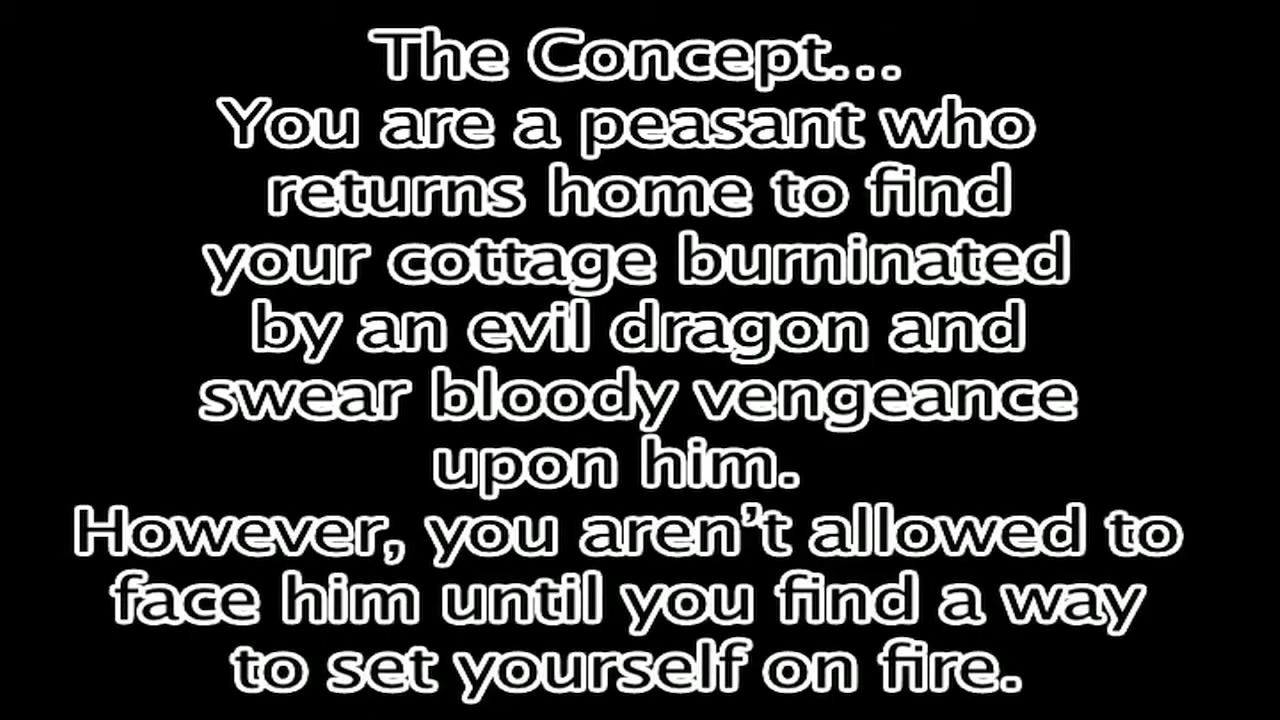 The Concept...
You are a peasant who
returns home to find
your cottage burninated
by an evil dragon and
swear bloody vengeance
upon him.
However, you aren’t allowed to
face him until you find a way
to set yourself on fire.